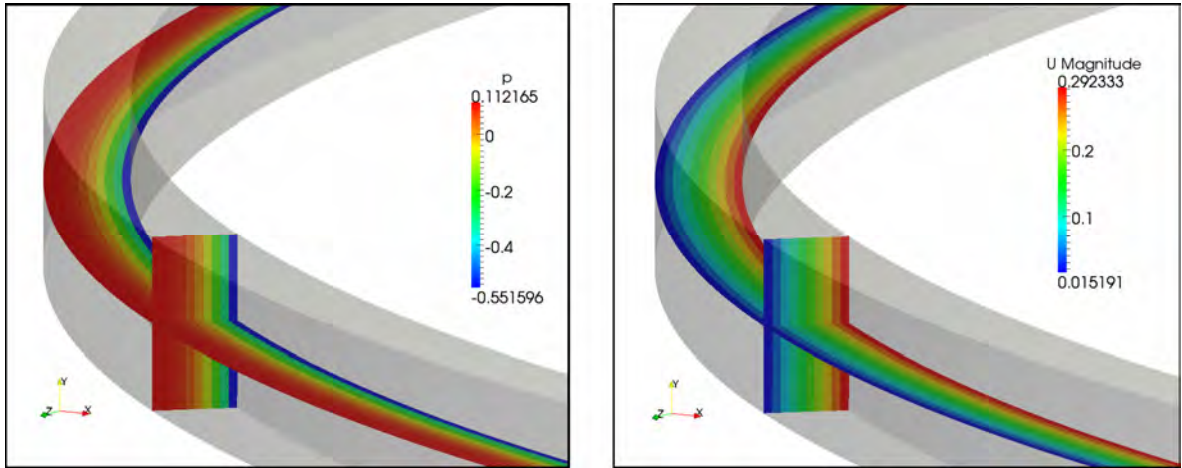 p
0.112165
0
-0.2
-0.4
-0.551596
Y
Z
X
U Magnitude
0.292333
0.2
0.1
0.015191
Y
Z
X